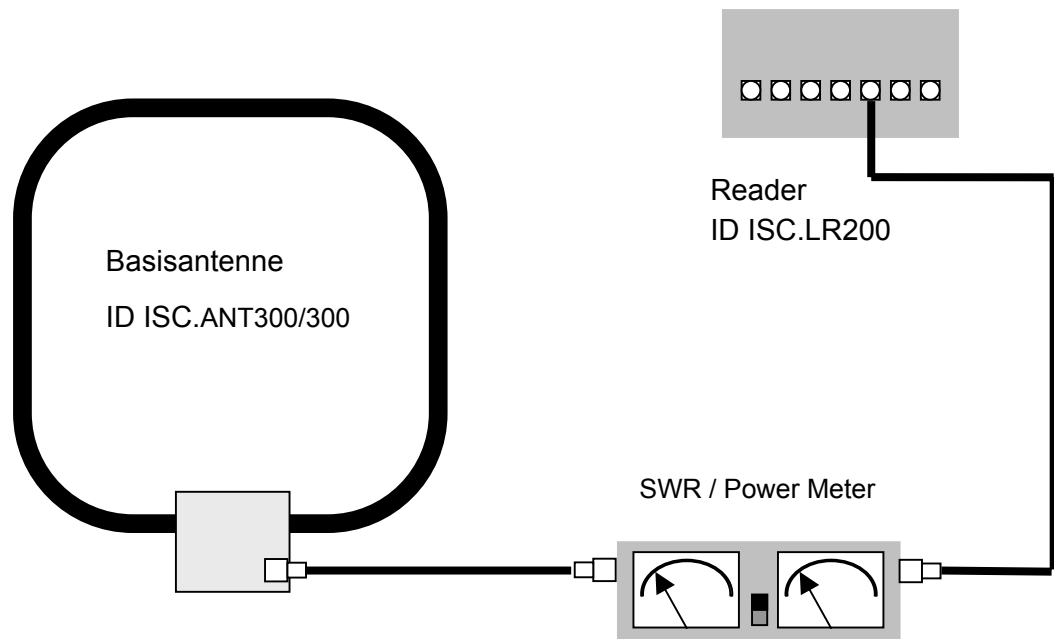 Reader
ID ISC.LR200
Basisantenne
ID ISC.ANT300/300
SWR / Power Meter